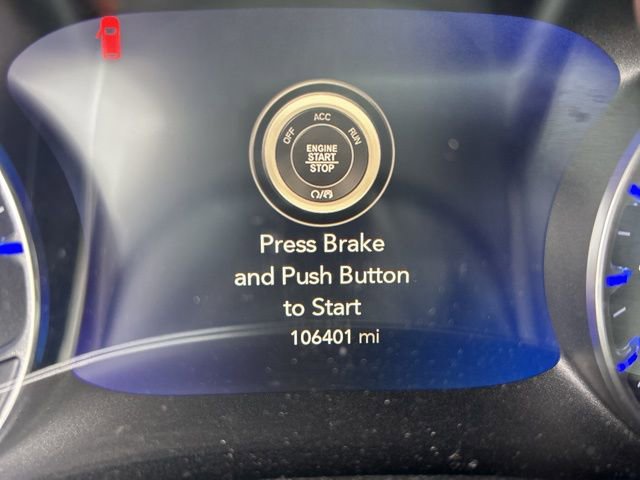 OFF ACC RUN
ENGINE
START
STOP
Press Brake
and Push Button
to Start
106401 mi